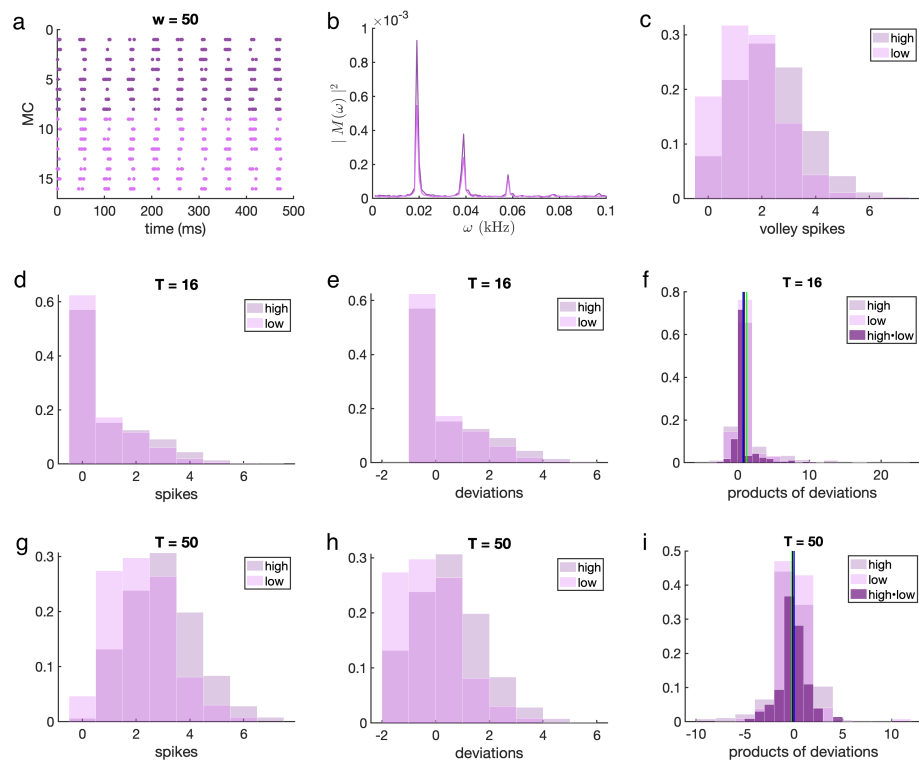 a
w = 50
MC
0
5
10
15
0 100 200 300 400 500
time (ms)
b
×10⁻³
| M(ω) |²
1
0.8
0.6
0.4
0.2
0
0 0.02 0.04 0.06 0.08 0.1
ω (kHz)
c
high
low
0.3
0.2
0.1
0
0 2 4 6
volley spikes
d
T = 16
high
low
0.6
0.4
0.2
0
0 2 4 6
spikes
e
T = 16
high
low
0.6
0.4
0.2
0
-2 0 2 4 6
deviations
f
T = 16
high
low
high•low
0.8
0.6
0.4
0.2
0
0 10 20
products of deviations
g
T = 50
high
low
0.3
0.2
0.1
0
0 2 4 6
spikes
h
T = 50
high
low
0.3
0.2
0.1
0
-2 0 2 4 6
deviations
i
T = 50
high
low
high•low
0.5
0.4
0.3
0.2
0.1
0
-10 -5 0 5 10
products of deviations